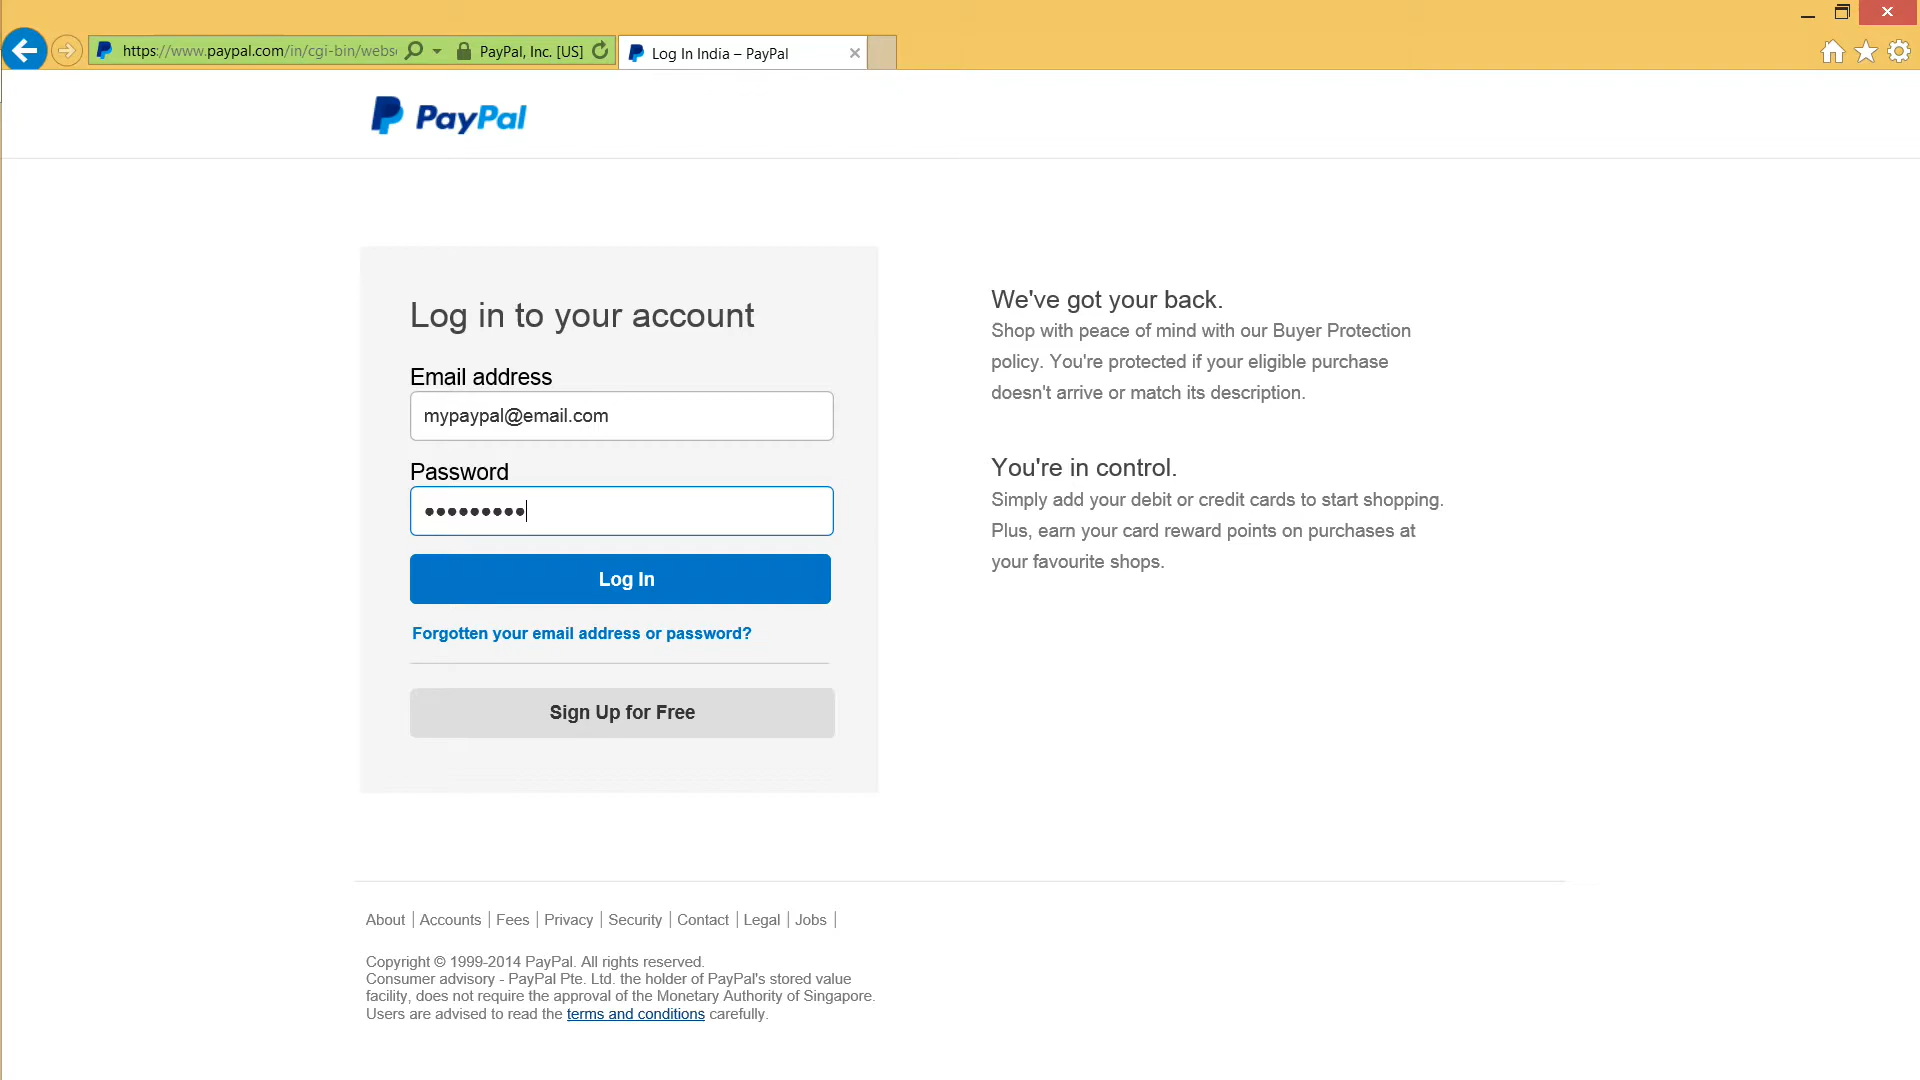 https://www.paypal.com/in/cgi-bin/webs
PayPal, Inc. [US]
Log In India – PayPal
PayPal
Log in to your account
Email address
mypaypal@email.com
Password
Log In
Forgotten your email address or password?
Sign Up for Free
We've got your back.
Shop with peace of mind with our Buyer Protection
policy. You're protected if your eligible purchase
doesn't arrive or match its description.
You're in control.
Simply add your debit or credit cards to start shopping.
Plus, earn your card reward points on purchases at
your favourite shops.
About | Accounts | Fees | Privacy | Security | Contact | Legal | Jobs |
Copyright © 1999-2014 PayPal. All rights reserved.
Consumer advisory - PayPal Pte. Ltd. the holder of PayPal's stored value
facility, does not require the approval of the Monetary Authority of Singapore.
Users are advised to read the terms and conditions carefully.